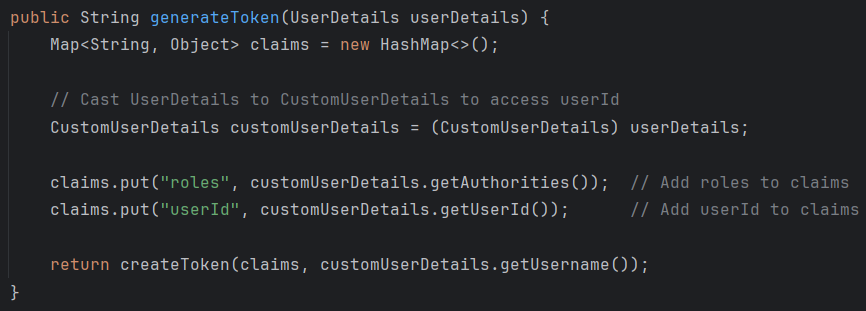 public String generateToken(UserDetails userDetails) {
    Map<String, Object> claims = new HashMap<>();

    // Cast UserDetails to CustomUserDetails to access userId
    CustomUserDetails customUserDetails = (CustomUserDetails) userDetails;

    claims.put("roles", customUserDetails.getAuthorities());  // Add roles to claims
    claims.put("userId", customUserDetails.getUserId());      // Add userId to claims

    return createToken(claims, customUserDetails.getUsername());
}